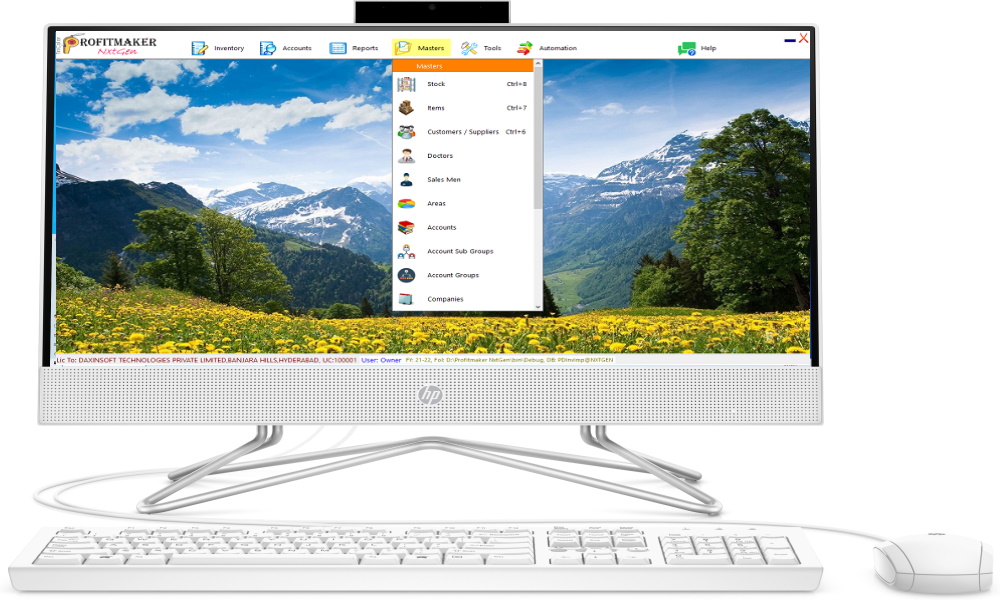 PROFITMAKER
NxtGen
Inventory Accounts Reports Masters Tools Automation Help
Masters
Stock Ctrl+8
Items Ctrl+7
Customers / Suppliers Ctrl+6
Doctors
Sales Men
Areas
Accounts
Account Sub Groups
Account Groups
Companies
Lic To: DAXINSOFT TECHNOLOGIES PRIVATE LIMITED,BANJARA HILLS,HYDERABAD, UC:100001 User: Owner FY: 21-22, Fol: D:\Profitmaker NxtGen\bin\Debug, DB: PDInvImp@NXTGEN
hp